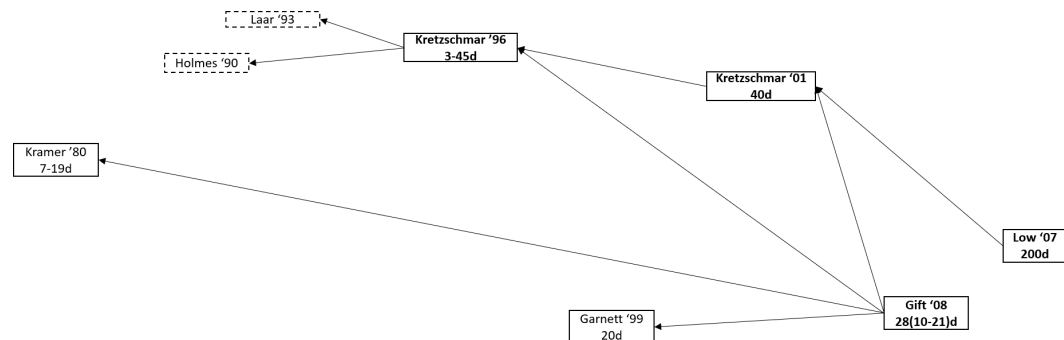 Laar ‘93
Kretzschmar ’96
3-45d
Holmes ‘90
Kretzschmar ‘01
40d
Kramer ’80
7-19d
Low ‘07
200d
Gift ‘08
28(10-21)d
Garnett ‘99
20d